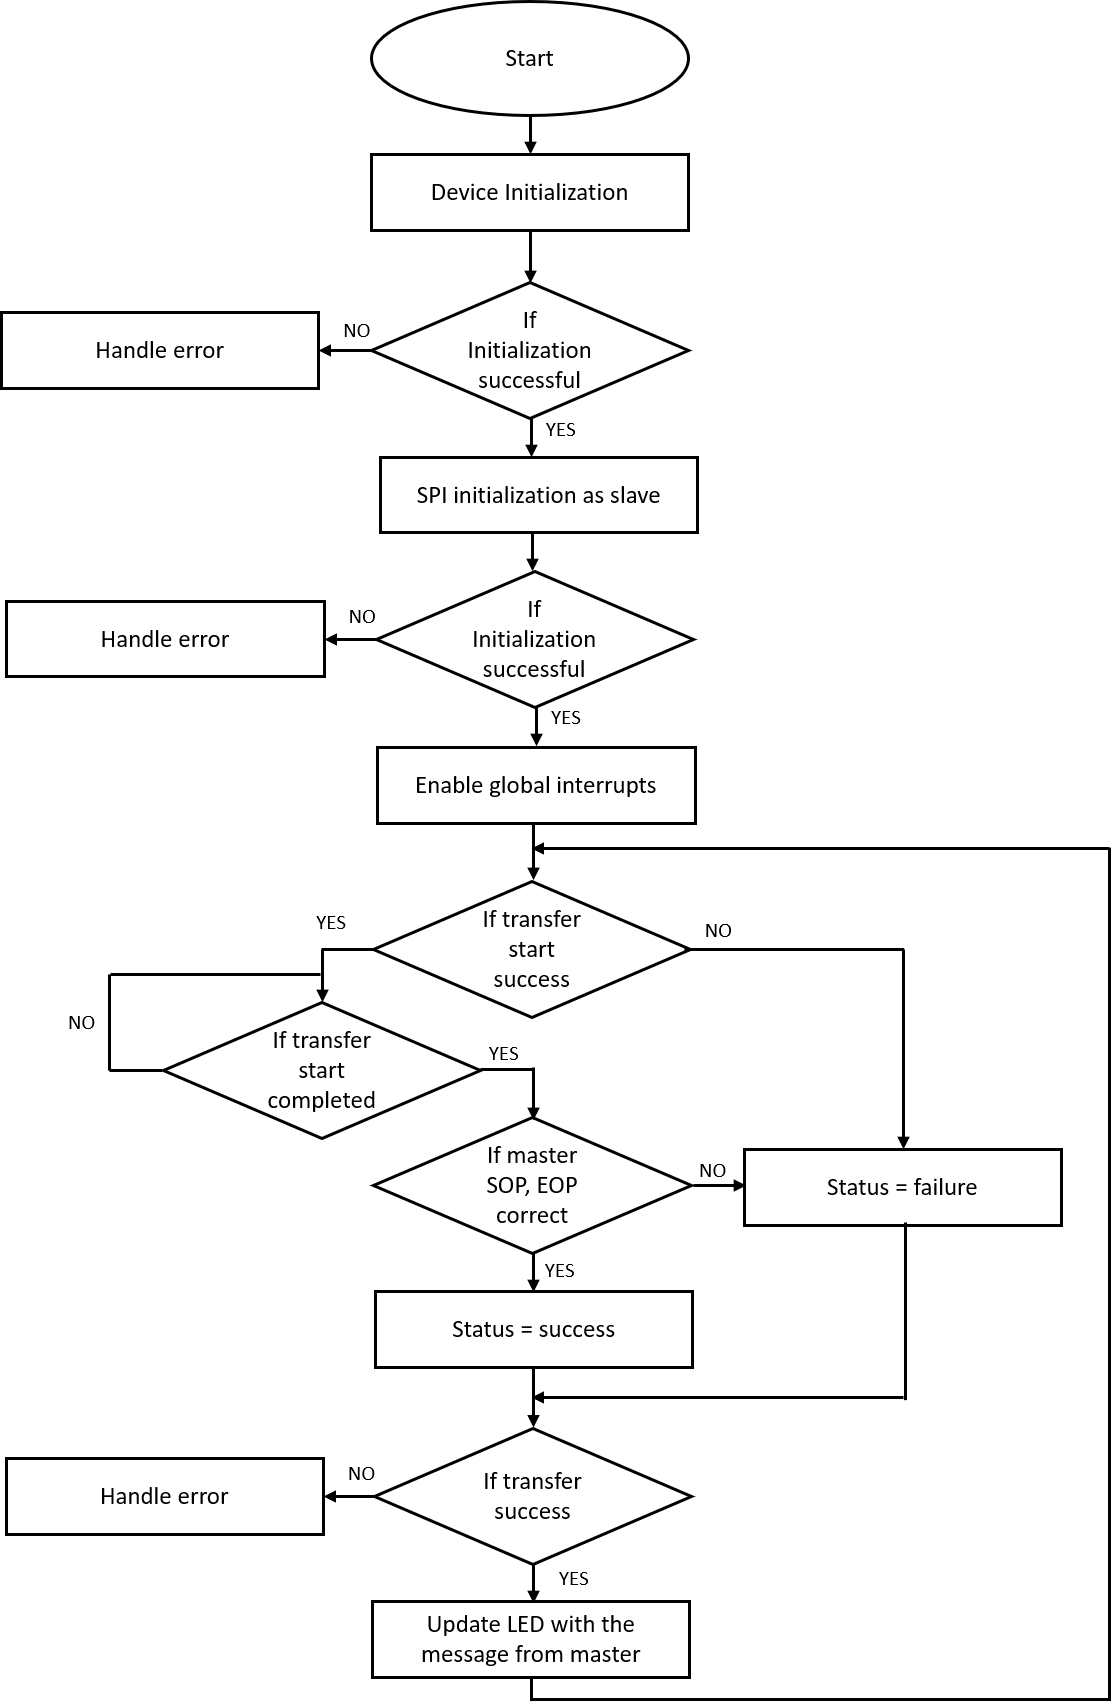 Start
Device Initialization
If
Initialization
successful
NO
Handle error
YES
SPI initialization as slave
If
Initialization
successful
NO
Handle error
YES
Enable global interrupts
If transfer
start
success
YES
NO
If transfer
start
completed
NO
YES
If master
SOP, EOP
correct
NO
Status = failure
YES
Status = success
If transfer
success
NO
Handle error
YES
Update LED with the
message from master